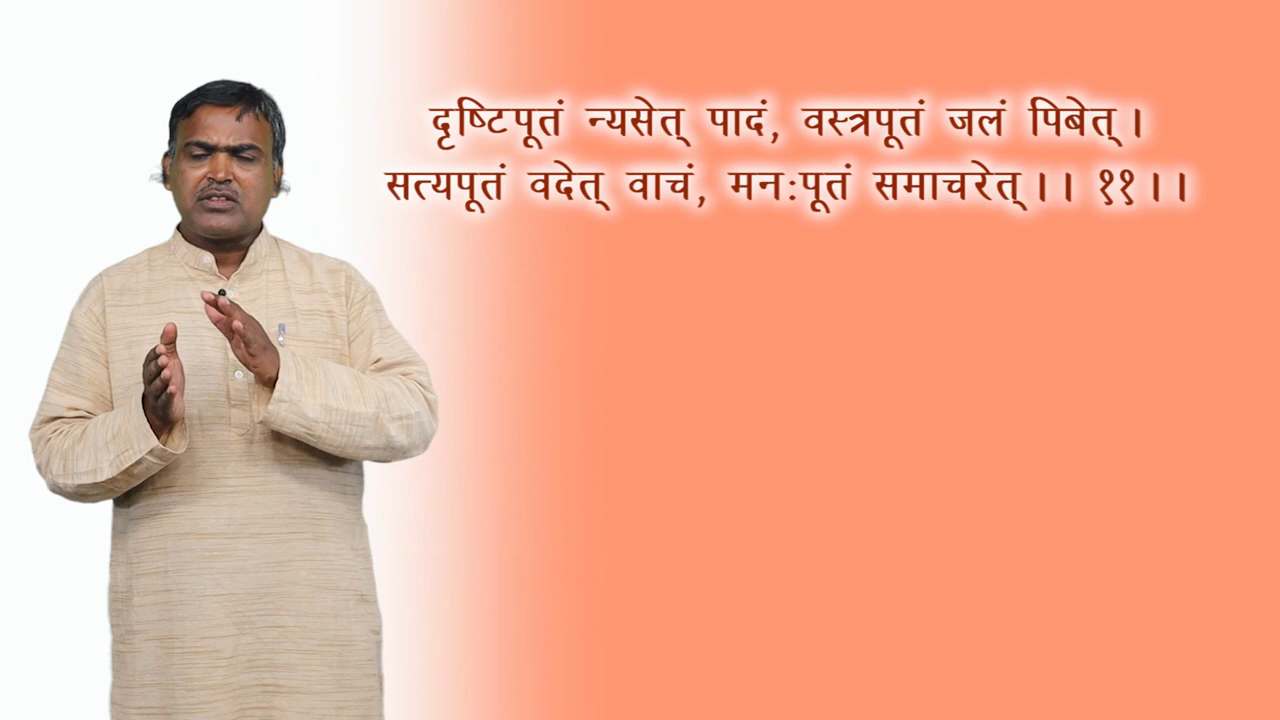 दृष्टिपूतं न्यसेत् पादं, वस्त्रपूतं जलं पिबेत्।
सत्यपूतं वदेत् वाचं, मनःपूतं समाचरेत्।। ११।।